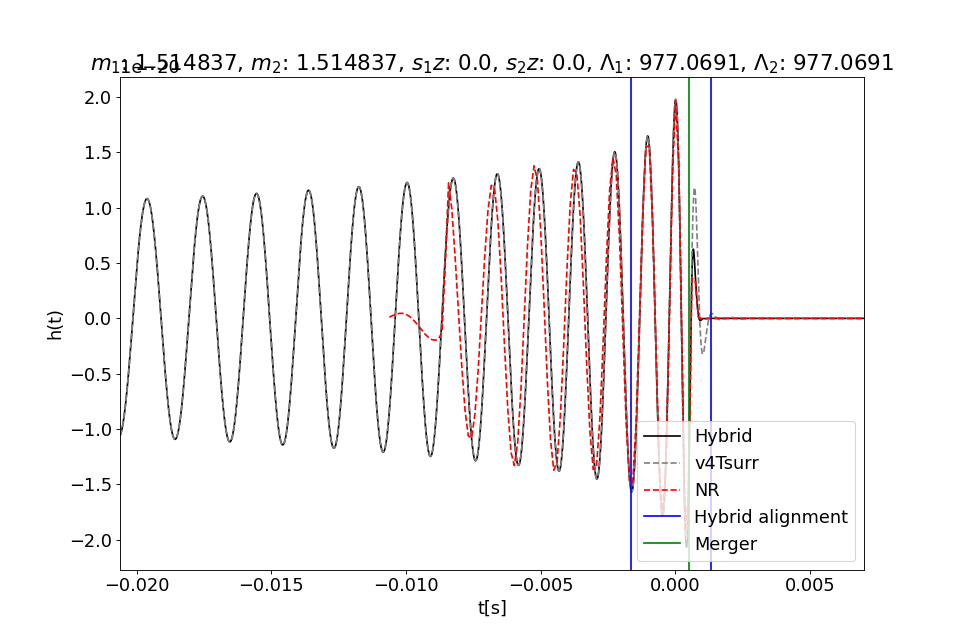 m₁: 1.514837, m₂: 1.514837, s₁z: 0.0, s₂z: 0.0, Λ₁: 977.0691, Λ₂: 977.0691
1e−20
2.0
1.5
1.0
0.5
0.0
−0.5
−1.0
−1.5
−2.0
h(t)
Hybrid
v4Tsurr
NR
Hybrid alignment
Merger
−0.020 −0.015 −0.010 −0.005 0.000 0.005
t[s]